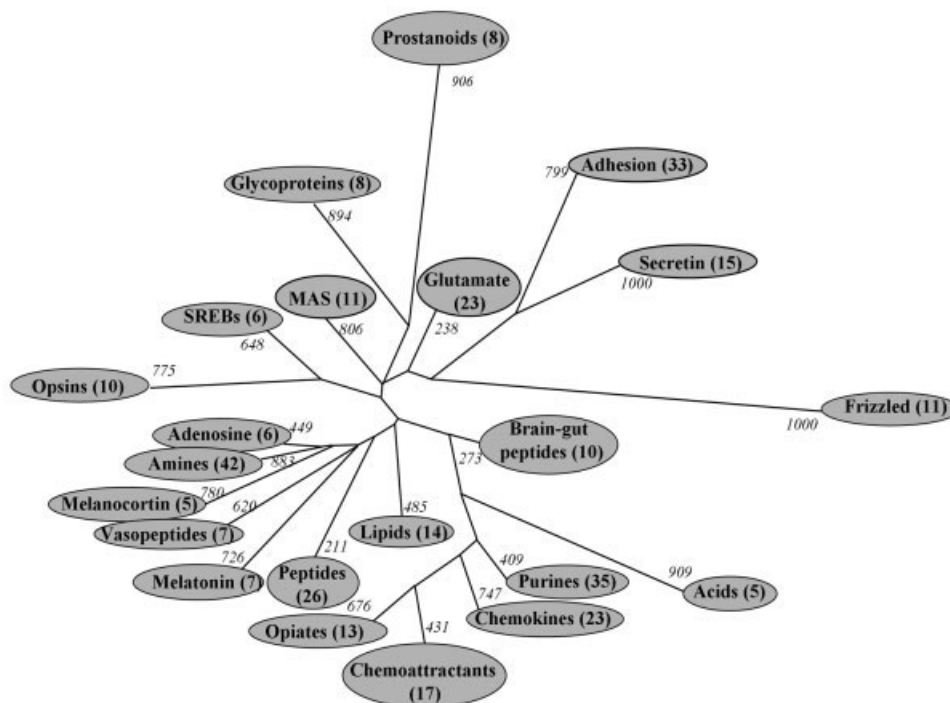 Prostanoids (8)
906
Adhesion (33)
799
Glycoproteins (8)
894
Secretin (15)
1000
Glutamate
(23)
238
MAS (11)
806
SREBs (6)
648
Opsins (10)
775
Frizzled (11)
1000
Adenosine (6)
449
Amines (42)
883
Brain-gut
peptides (10)
273
Melanocortin (5)
780
Vasopeptides (7)
620
Lipids (14)
485
Melatonin (7)
726
Peptides
(26)
211
Purines (35)
409
Acids (5)
909
Chemokines (23)
747
Opiates (13)
676
Chemoattractants
(17)
431